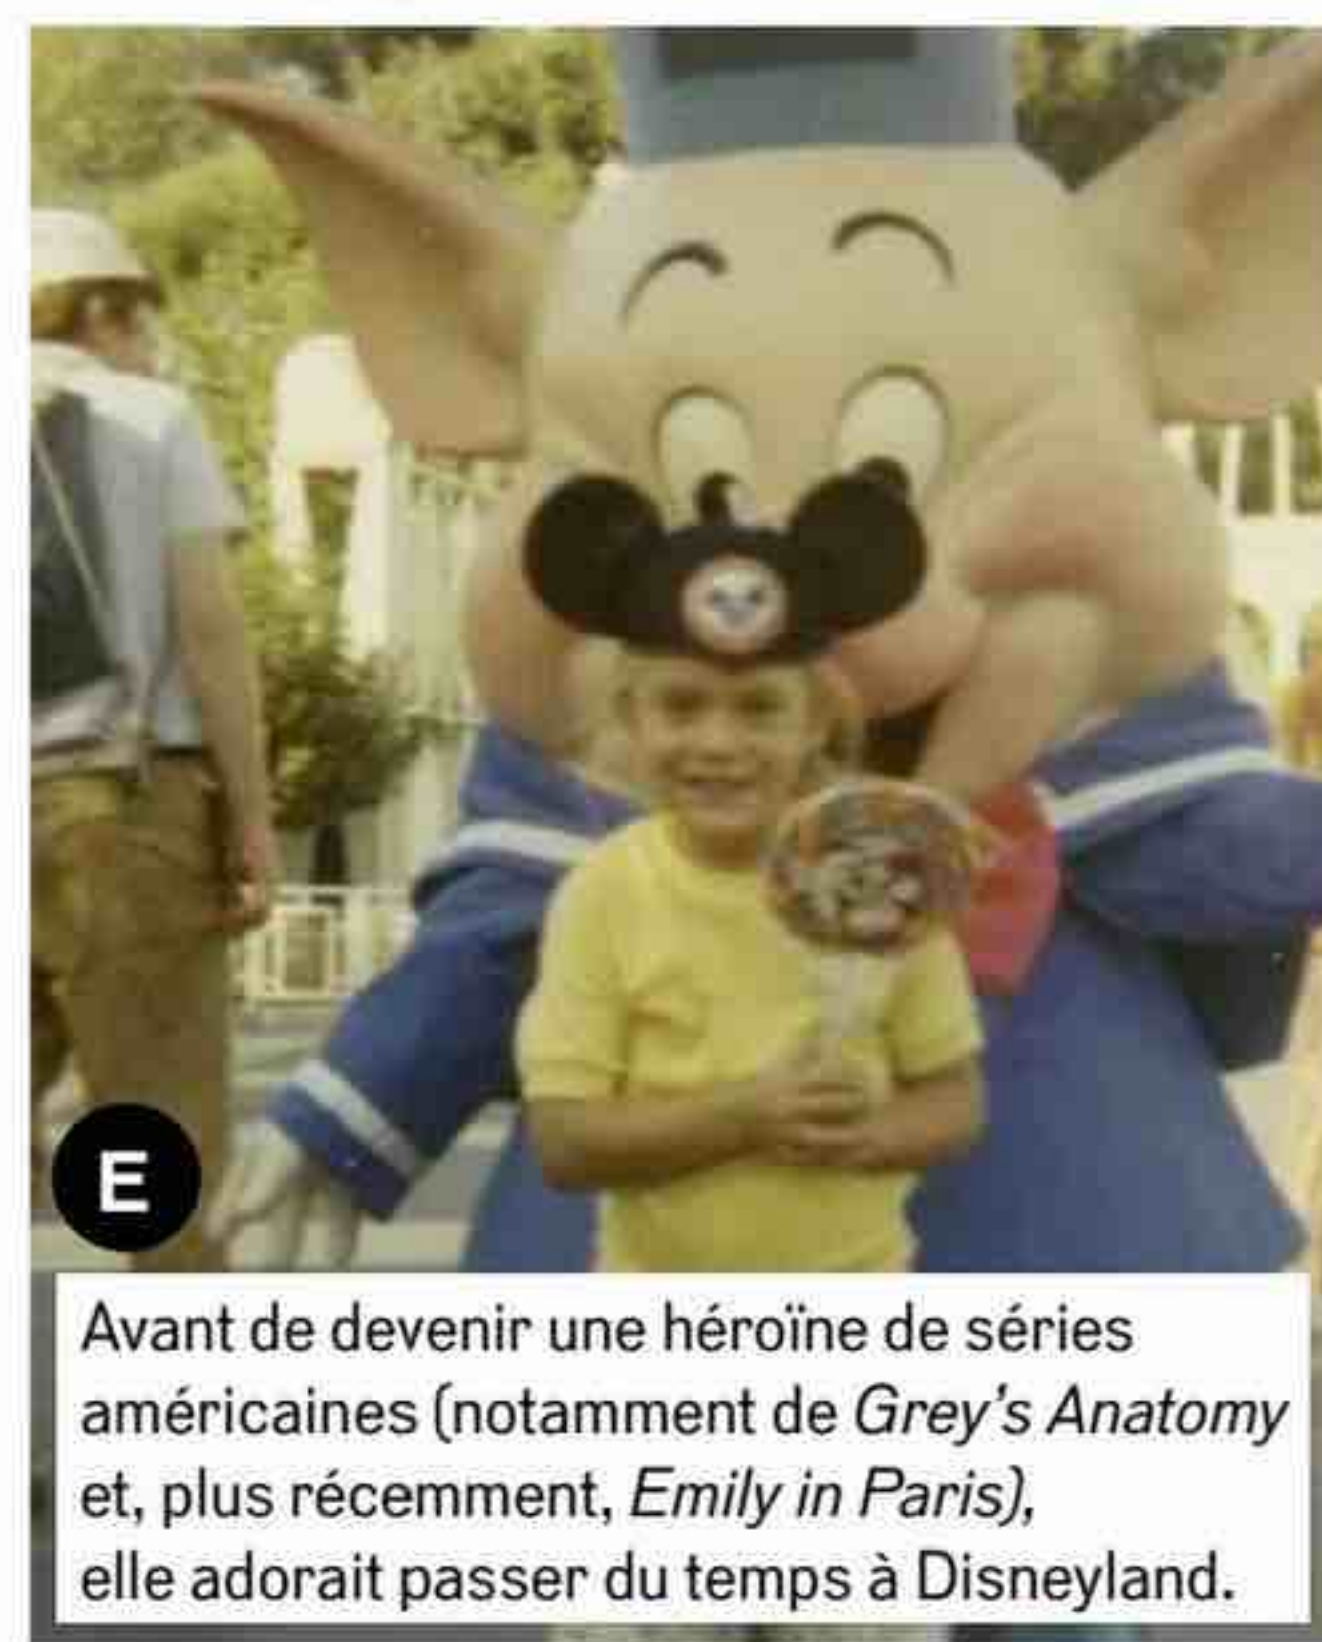 E
Avant de devenir une héroïne de séries
américaines (notamment de Grey's Anatomy
et, plus récemment, Emily in Paris),
elle adorait passer du temps à Disneyland.